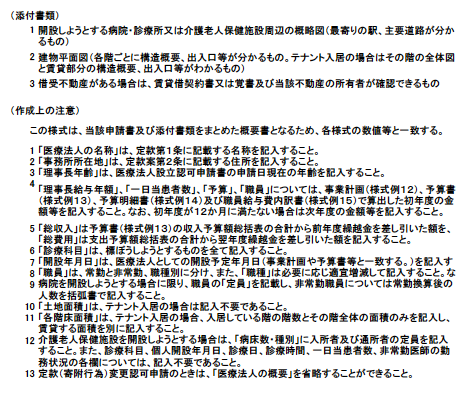 (添付書類)
1 開設しようとする病院・診療所又は介護老人保健施設周辺の概略図(最寄りの駅、主要道路が分か
るもの)
2 建物平面図(各階ごとに構造概要、出入口等が分かるもの。テナント入居の場合はその階の全体図
と賃貸部分の構造概要、出入口等がわかるもの)
3 借受不動産がある場合は、賃貸借契約書又は覚書及び当該不動産の所有者が確認できるもの
(作成上の注意)
この様式は、当該申請書及び添付書類をまとめた概要書となるため、各様式の数値等と一致する。
1 「医療法人の名称」は、定款第1条に記載する名称を記入すること。
2 「事務所所在地」は、定款案第2条に記載する住所を記入すること。
3 「理事長年齢」は、医療法人設立認可申請書の申請日現在の年齢を記入すること。
4 「理事長給与年額」、「一日当患者数」、「予算」、「職員」については、事業計画(様式例12)、予算書
(様式例13)、予算明細書(様式例14)及び職員給与費内訳書(様式例15)で算出した初年度の金
額等を記入すること。なお、初年度が12か月に満たない場合は次年度の金額等を記入すること。
5 「総収入」は予算書(様式例13)の収入予算額総括表の合計から前年度繰越金を差し引いた額を、
「総費用」は支出予算額総括表の合計から翌年度繰越金を差し引いた額を記入すること。
6 「診療科目」は、標ぼうしようとするものを全て記入すること。
7 「開設年月日」は、医療法人としての開設予定年月日(事業計画や予算書等と一致する。)を記入す
8 「職員」は、常勤と非常勤、職種別に分け、また、「職種」は必要に応じ適宜増減して記入すること。な
9 病院を開設しようとする場合に限り、職員の「定員」を記載し、非常勤職員については常勤換算後の
人数を括弧書で記入すること。
10 「土地面積」は、テナント入居の場合は記入不要であること。
11 「各階床面積」は、テナント入居の場合、入居している階の階数とその階全体の面積のみを記入し、
賃貸する面積を別に記入すること。
12 介護老人保健施設を開設しようとする場合は、「病床数・種別」に入所者及び通所者の定員を記入
すること。また、診療科目、個人開設年月日、診療日、診療時間、一日当患者数、非常勤医師の勤
務状況の各欄については、記入不要であること。
13 定款(寄附行為)変更認可申請のときは、「医療法人の概要」を省略することができること。